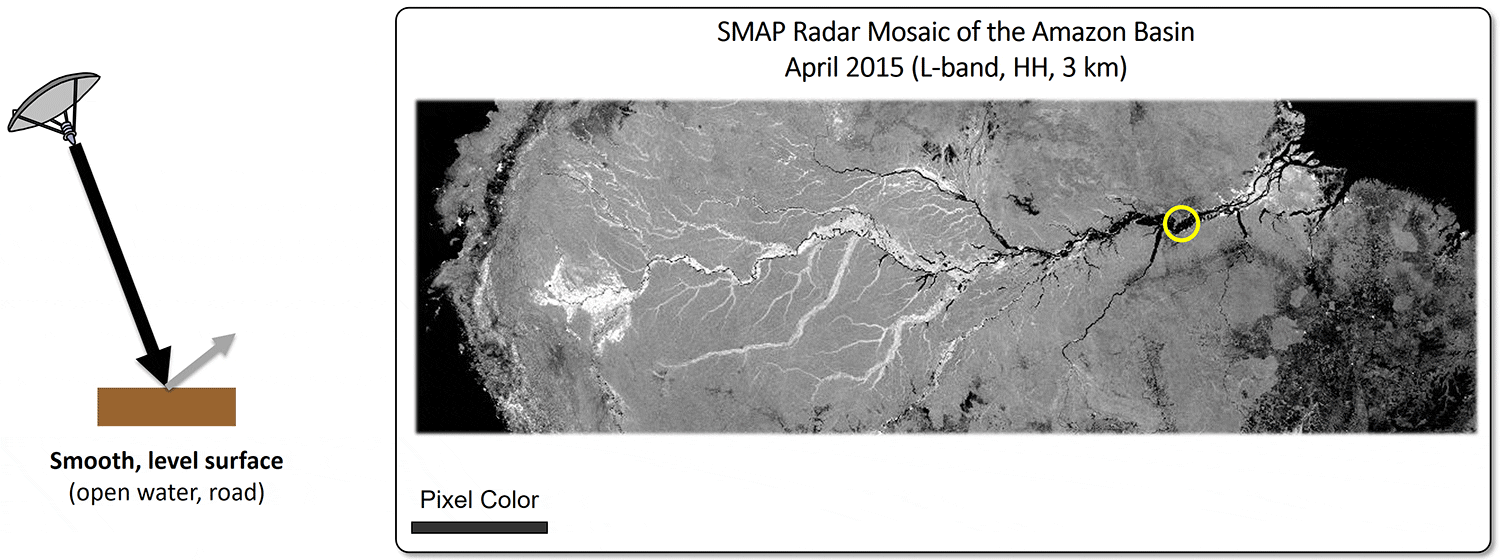 SMAP Radar Mosaic of the Amazon Basin
April 2015 (L-band, HH, 3 km)
Smooth, level surface
(open water, road)
Pixel Color